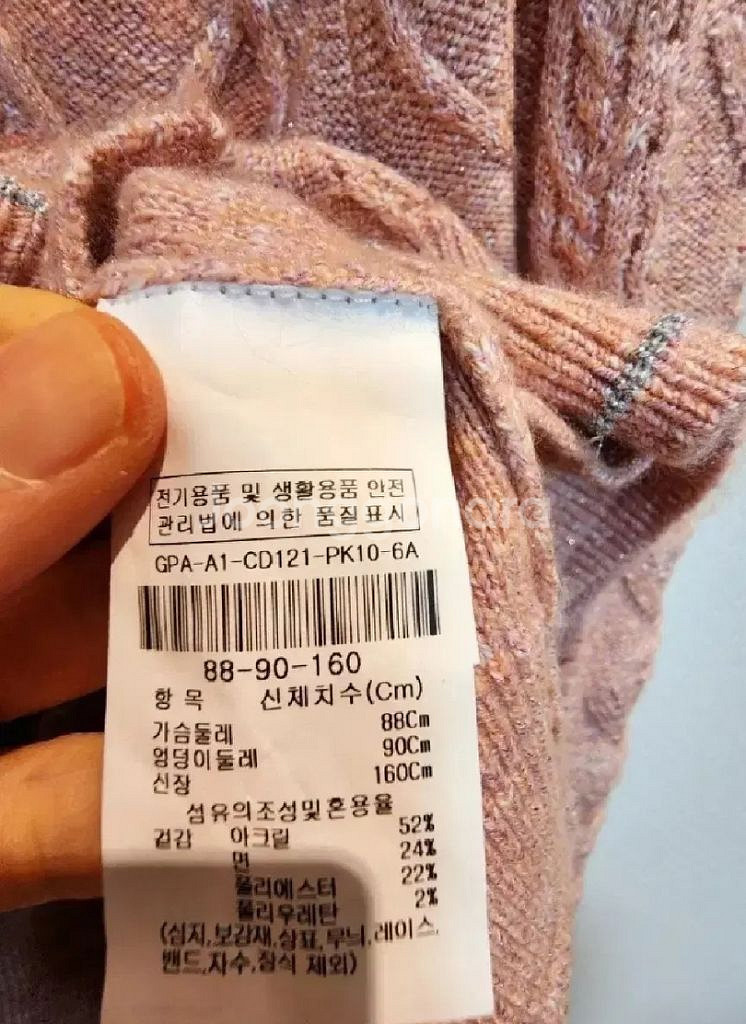 전기용품 및 생활용품 안전
관리법에 의한 품질표시
GPA-A1-CD121-PK10-6A
88-90-160
항 목 신체치수(Cm)
가슴둘레 88Cm
엉덩이둘레 90Cm
신장 160Cm
섬유의조성및혼용율
겉감 아크릴 52%
면 24%
폴리에스터 22%
폴리우레탄 2%
(심지,보강재,상표,무늬,레이스,
밴드,자수,장식 제외)